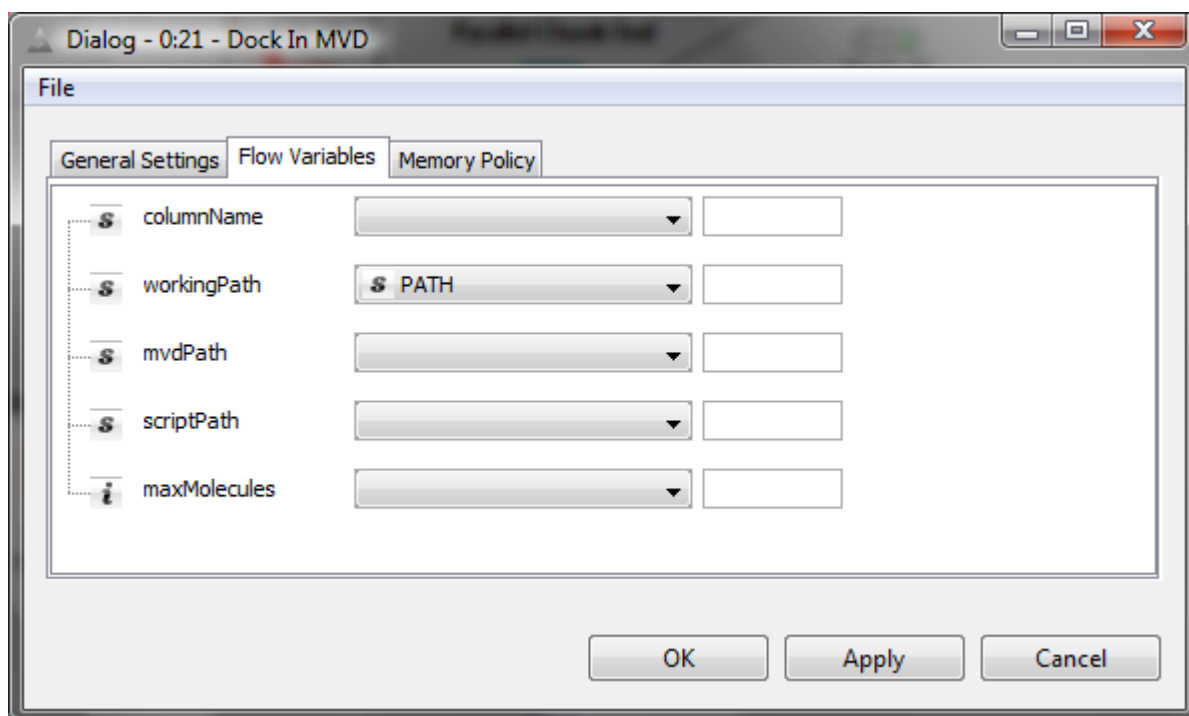 Dialog - 0:21 - Dock In MVD
File
General Settings Flow Variables Memory Policy
s columnName
s workingPath s PATH
s mvdPath
s scriptPath
i maxMolecules
OK Apply Cancel